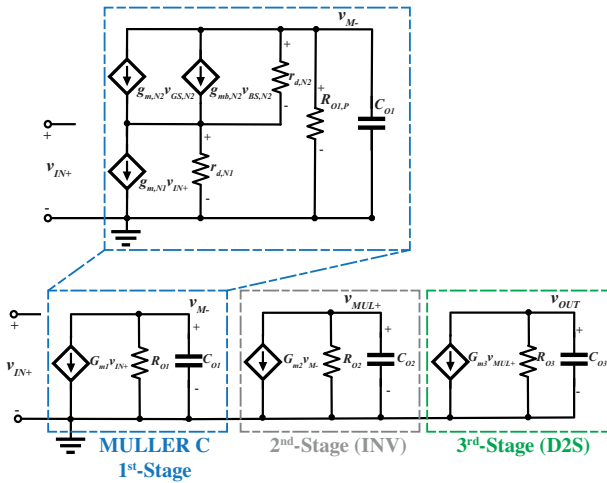 v_M-
+
+
g_m,N2 v_GS,N2
g_mb,N2 v_BS,N2
r_d,N2
R_O1,P
C_O1
-
+
+
-
v_IN+
g_m,N1 v_IN+
r_d,N1
-
-
v_M-
v_MUL+
v_OUT
+
+
+
+
v_IN+
G_m1 v_IN+
R_O1
C_O1
G_m2 v_M-
R_O2
C_O2
G_m3 v_MUL+
R_O3
C_O3
-
-
-
-
MULLER C
1st-Stage
2nd-Stage (INV)
3rd-Stage (D2S)